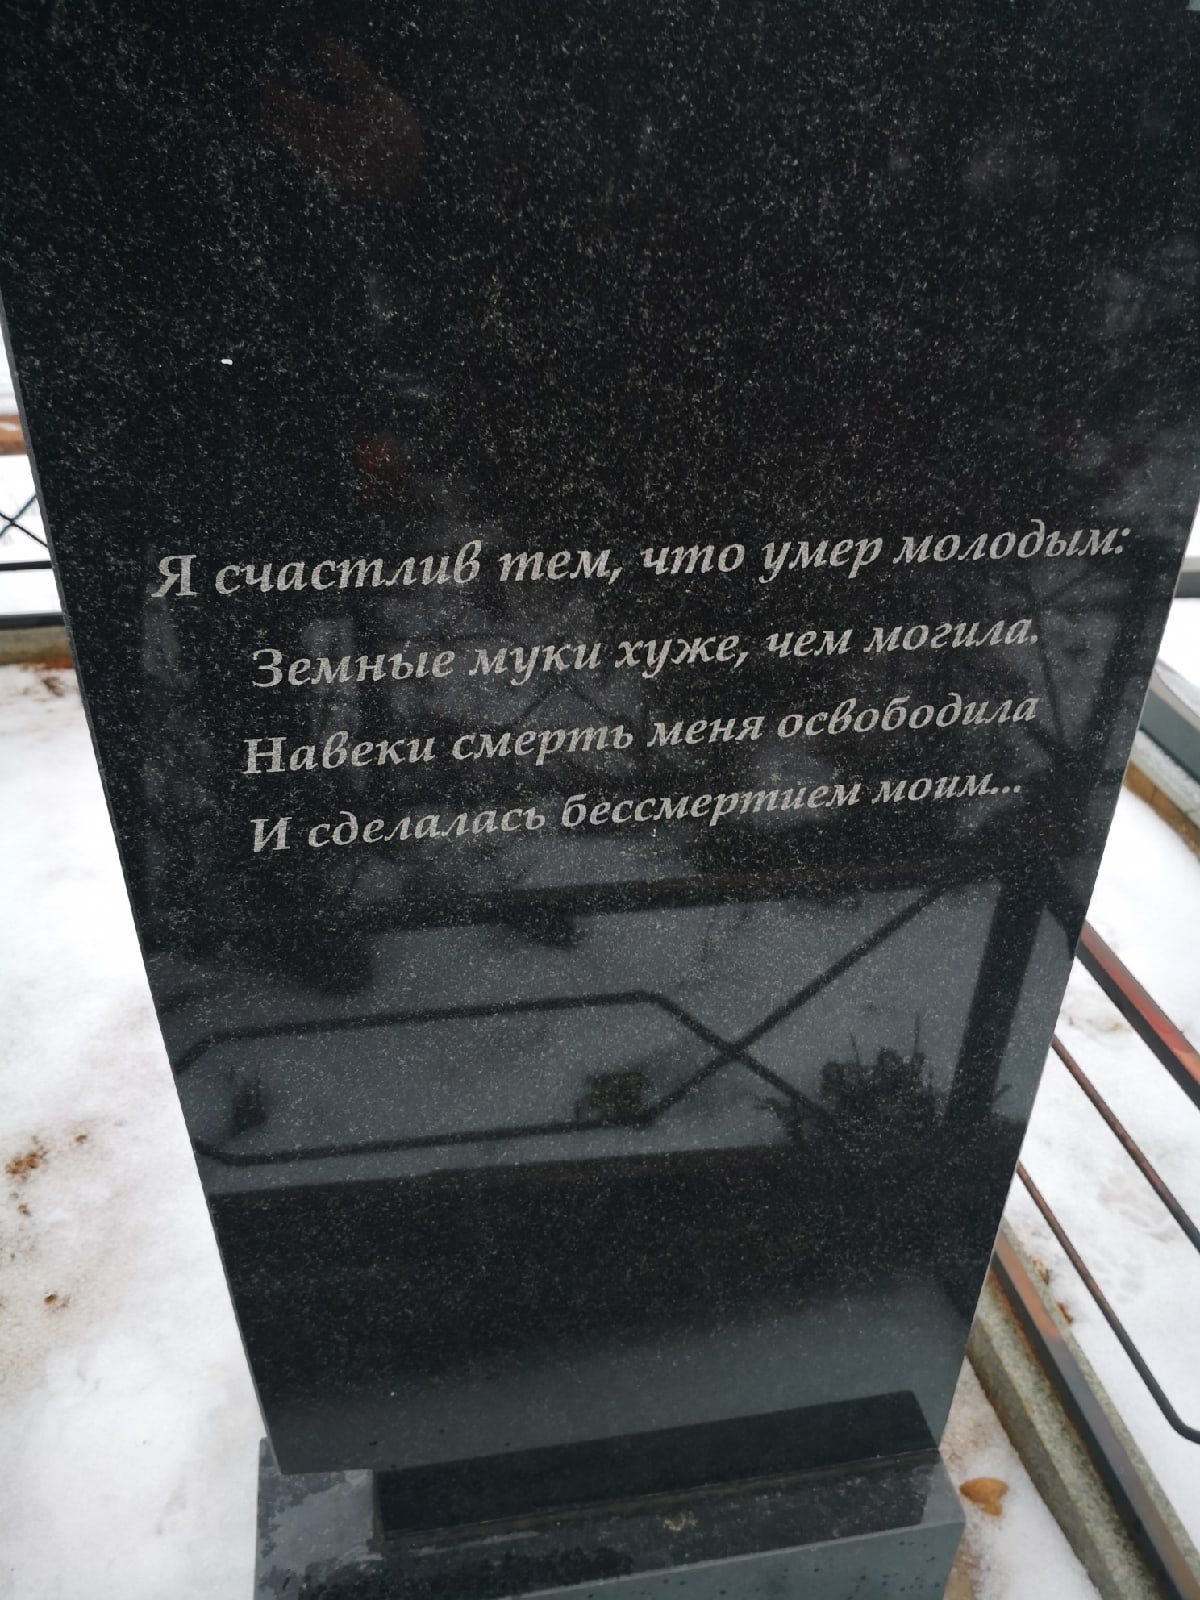 Я счастлив тем, что умер молодым:
Земные муки хуже, чем могила.
Навеки смерть меня освободила
И сделалась бессмертием моим...